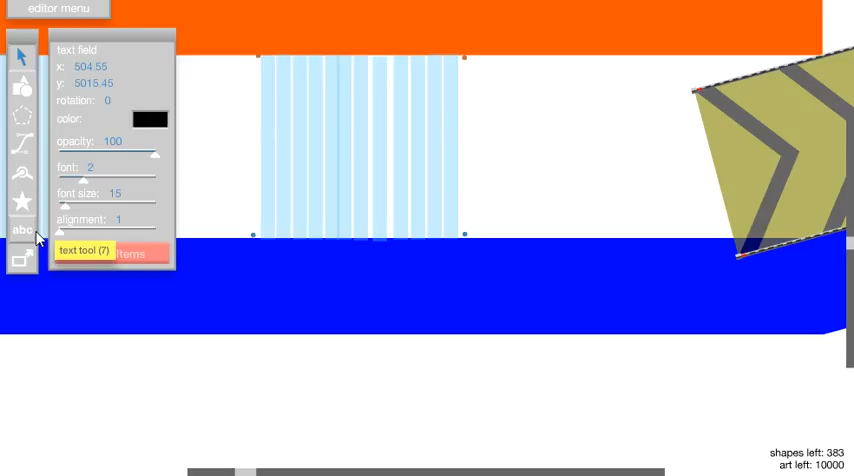 editor menu
text field
x: 504.55
y: 5015.45
rotation: 0
color:
opacity: 100
font: 2
font size: 15
alignment: 1
abc
text tool (7)
Items
shapes left: 383
art left: 10000